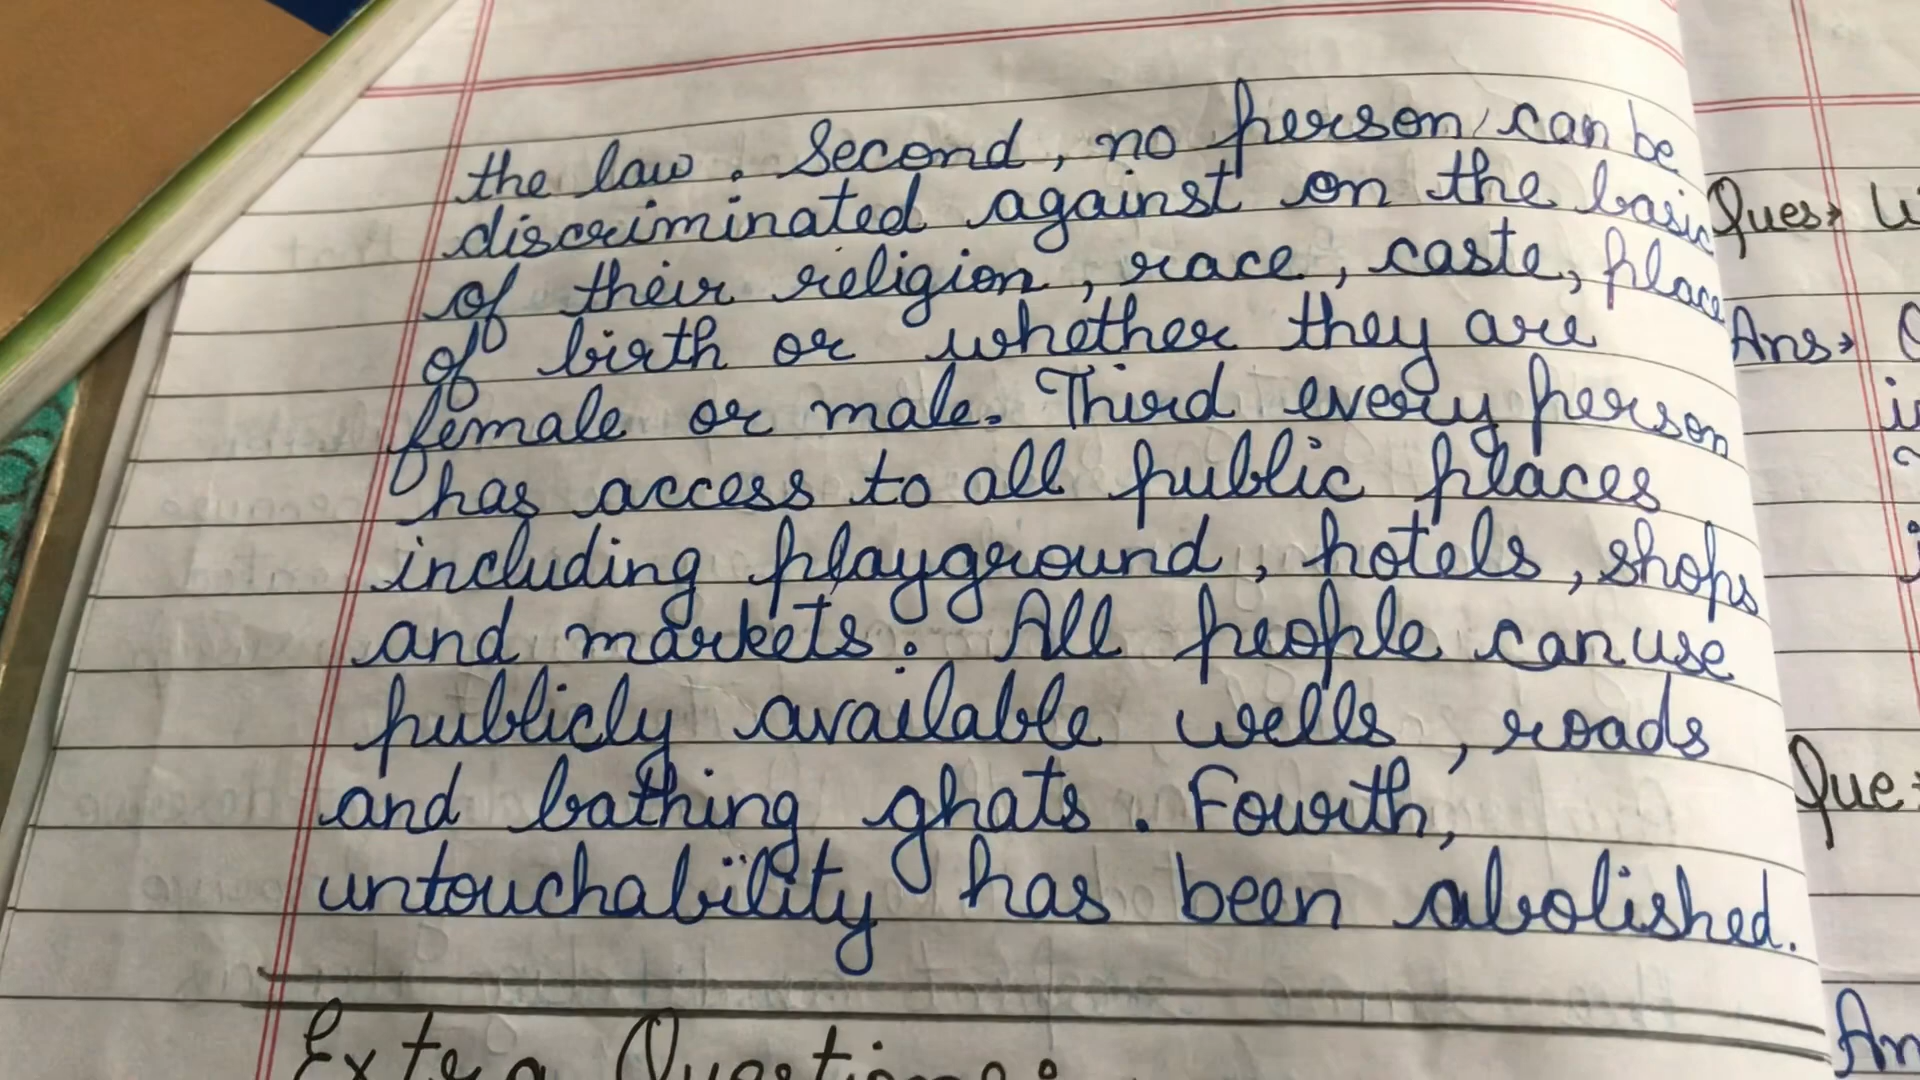 the law. Second, no person can be
discriminated against on the basic
of their religion, race, caste, place
of birth or whether they are
female or male. Third every person
has access to all public places
including playground, hotels, shops
and markets. All people can use
publicly available wells, roads
and bathing ghats. Fourth,
untouchability has been abolished.
Extra Questions
Ques→
Ans→
Que→